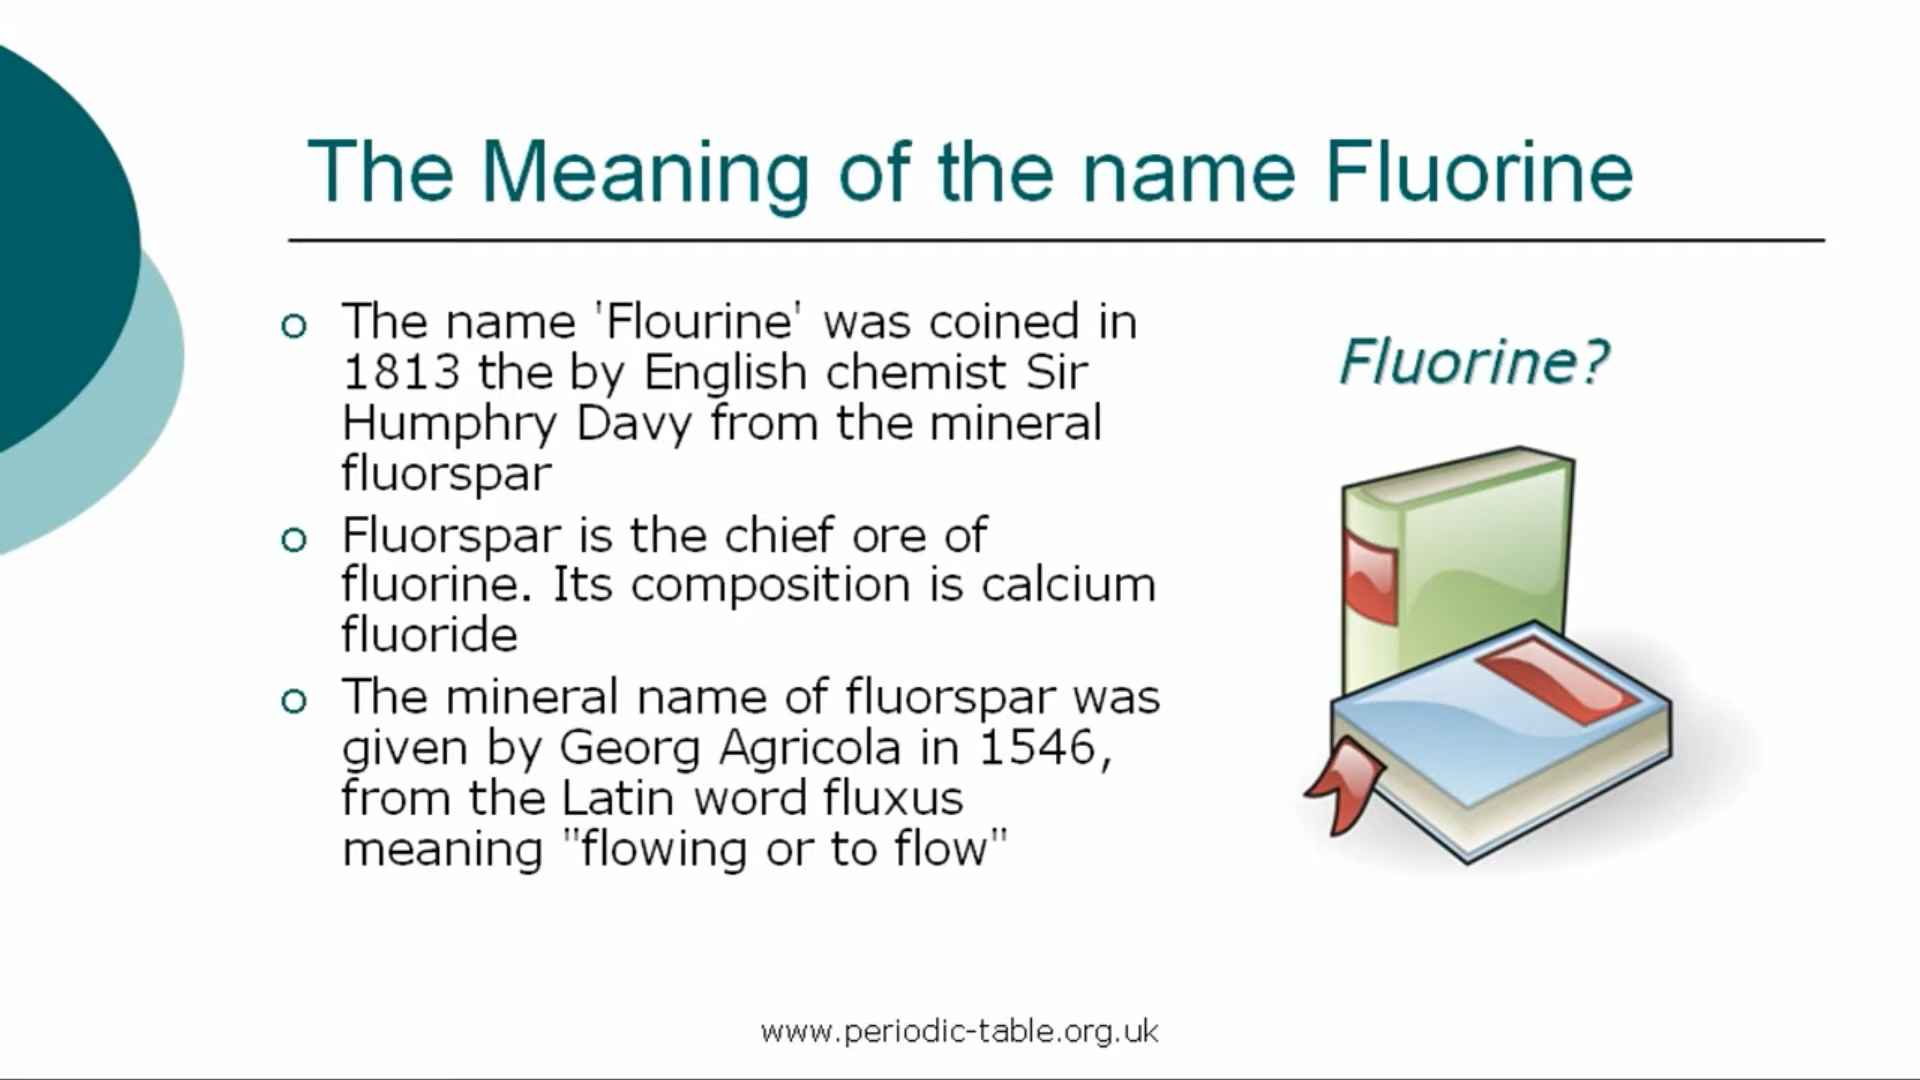 The Meaning of the name Fluorine
o The name 'Flourine' was coined in
1813 the by English chemist Sir
Humphry Davy from the mineral
fluorspar
o Fluorspar is the chief ore of
fluorine. Its composition is calcium
fluoride
o The mineral name of fluorspar was
given by Georg Agricola in 1546,
from the Latin word fluxus
meaning "flowing or to flow"
Fluorine?
www.periodic-table.org.uk